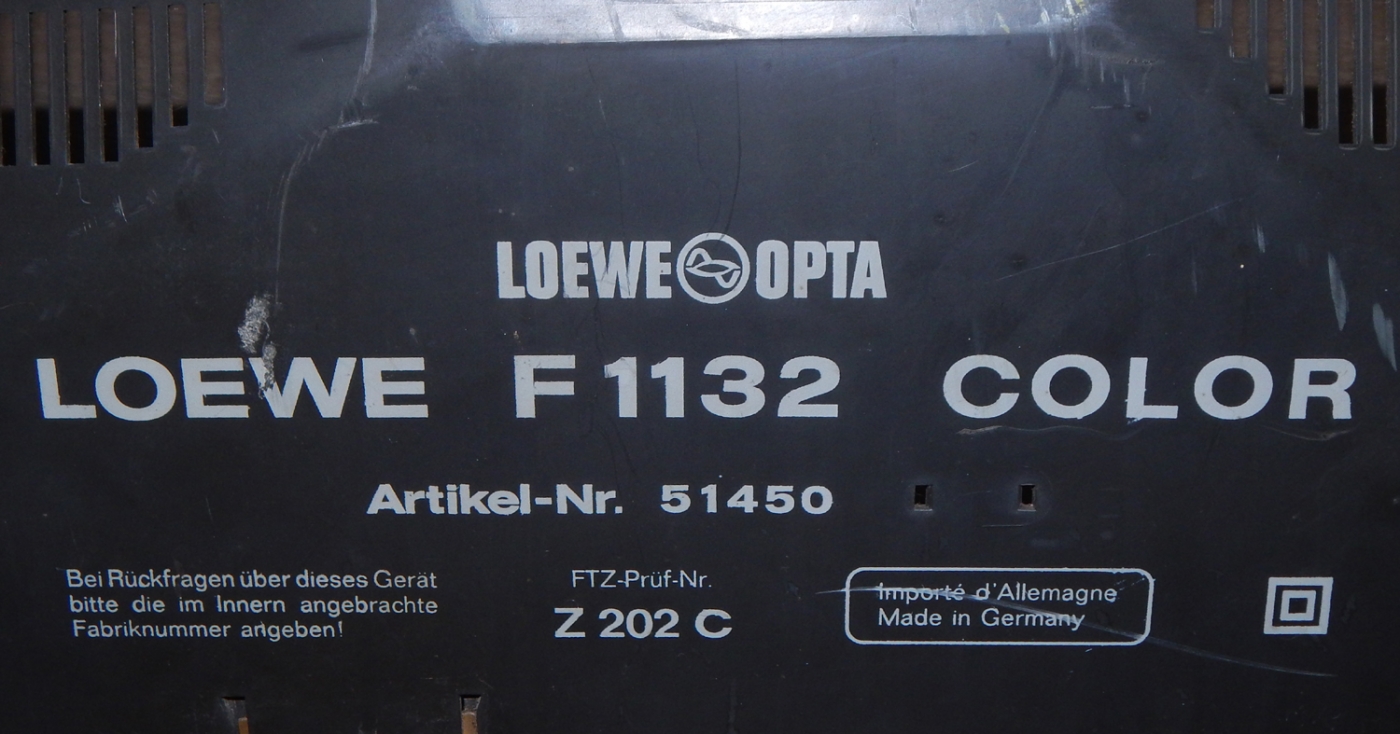 LOEWE OPTA
LOEWE F 1132 COLOR
Artikel-Nr. 51450
Bei Rückfragen über dieses Gerät
bitte die im Innern angebrachte
Fabriknummer angeben!
FTZ-Prüf-Nr.
Z 202 C
Importé d'Allemagne
Made in Germany